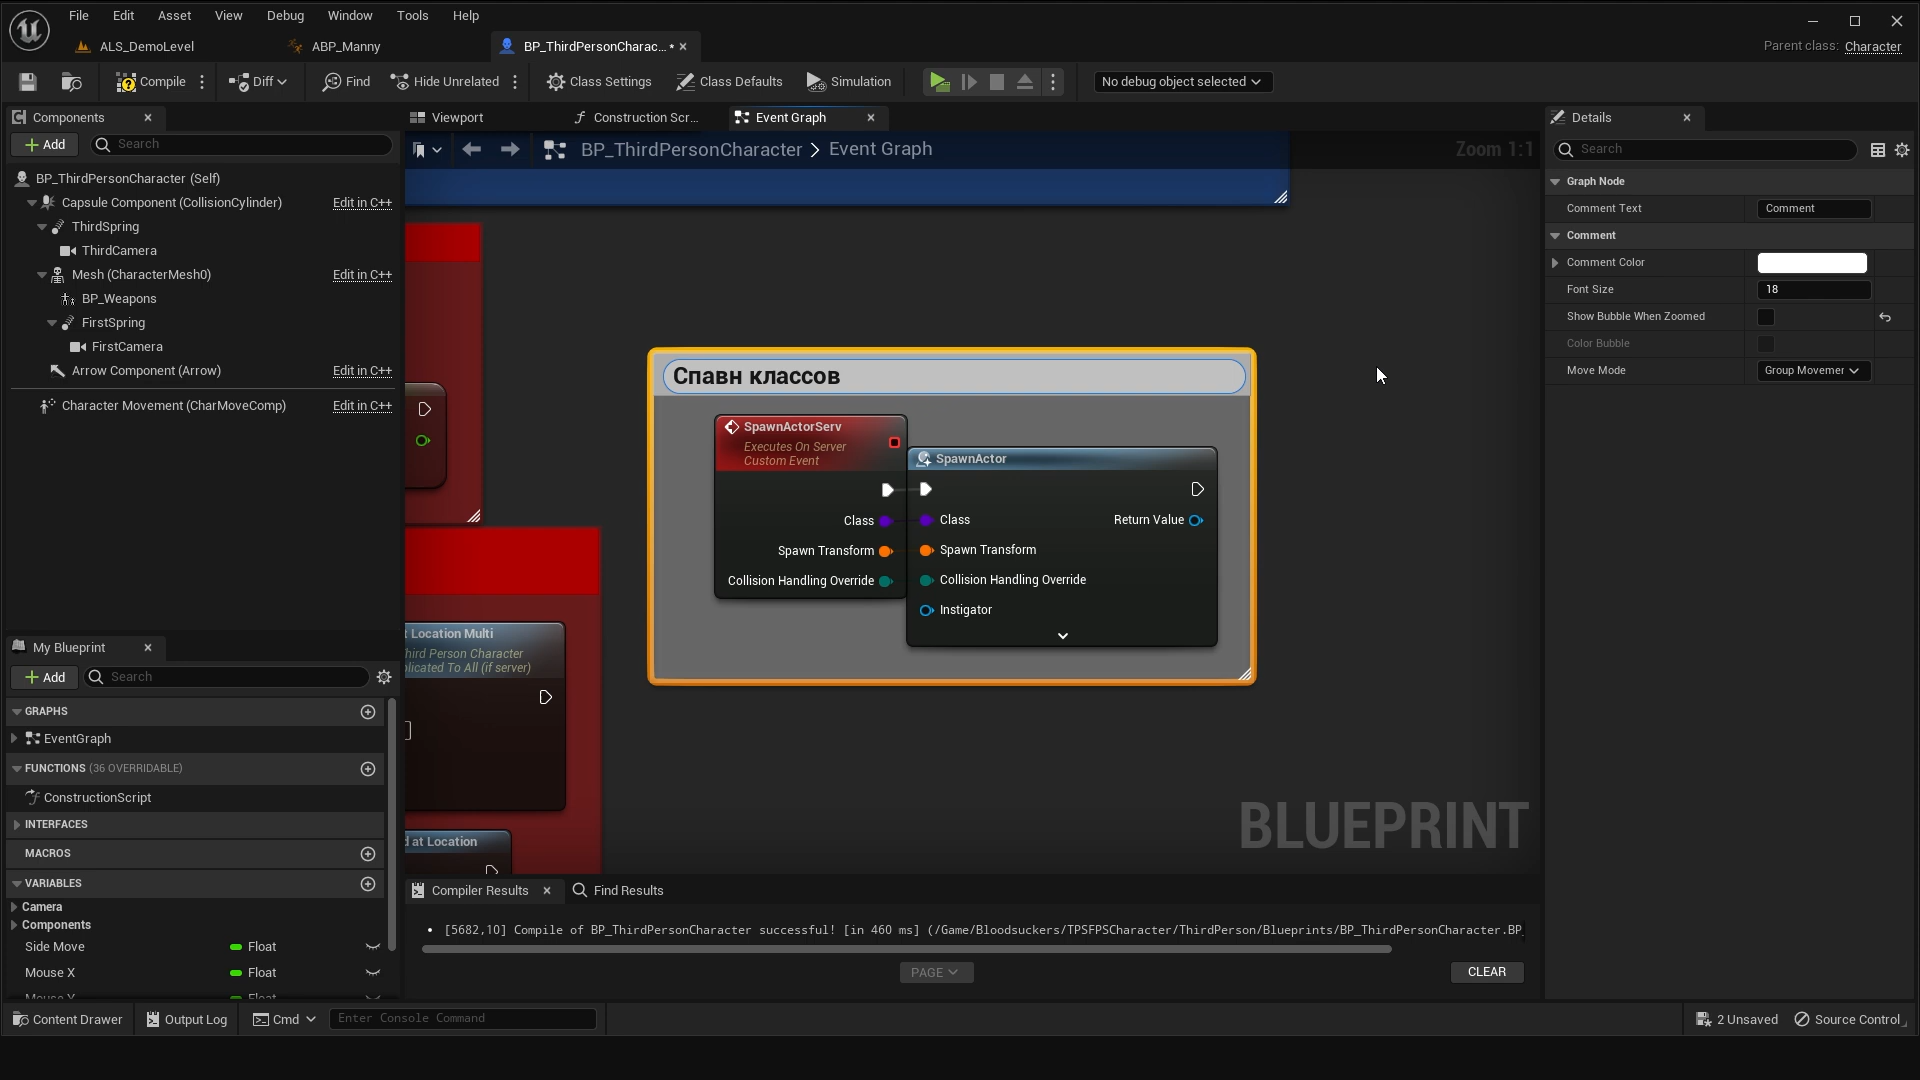 File Edit Asset View Debug Window Tools Help
ALS_DemoLevel ABP_Manny BP_ThirdPersonCharac... *
Parent class: Character
Compile Diff Find Hide Unrelated Class Settings Class Defaults Simulation No debug object selected
Components Viewport Construction Scr... Event Graph Details
Add Search
BP_ThirdPersonCharacter Event Graph Zoom 1:1
Search
BP_ThirdPersonCharacter (Self)
Capsule Component (CollisionCylinder) Edit in C++
ThirdSpring
ThirdCamera
Mesh (CharacterMesh0) Edit in C++
BP_Weapons
FirstSpring
FirstCamera
Arrow Component (Arrow) Edit in C++
Character Movement (CharMoveComp) Edit in C++
Graph Node
Comment Text Comment
Comment
Comment Color
Font Size 18
Show Bubble When Zoomed
Color Bubble
Move Mode Group Movemer
Спавн классов
SpawnActorServ
Executes On Server
Custom Event
Class
Spawn Transform
Collision Handling Override
SpawnActor
Class Return Value
Spawn Transform
Collision Handling Override
Instigator
t Location Multi
hird Person Character
plicated To All (if server)
d at Location
BLUEPRINT
My Blueprint
Add Search
GRAPHS
EventGraph
FUNCTIONS (36 OVERRIDABLE)
ConstructionScript
INTERFACES
MACROS
VARIABLES
Camera
Components
Side Move Float
Mouse X Float
Mouse Y Float
Compiler Results Find Results
[5682,10] Compile of BP_ThirdPersonCharacter successful! [in 460 ms] (/Game/Bloodsuckers/TPSFPSCharacter/ThirdPerson/Blueprints/BP_ThirdPersonCharacter.BP_
PAGE CLEAR
Content Drawer Output Log Cmd Enter Console Command 2 Unsaved Source Control